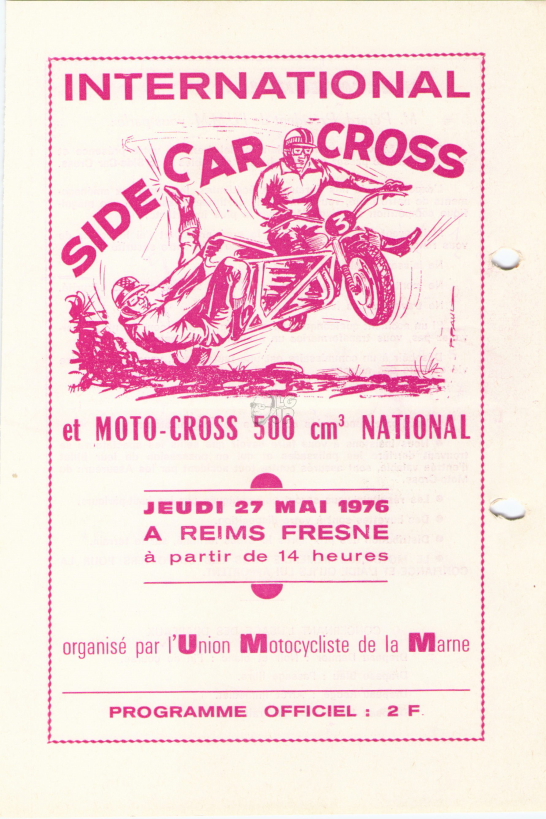 INTERNATIONAL
SIDE CAR CROSS
3
et MOTO-CROSS 500 cm³ NATIONAL
JEUDI 27 MAI 1976
A REIMS FRESNE
à partir de 14 heures
organisé par l'Union Motocycliste de la Marne
PROGRAMME OFFICIEL : 2 F.